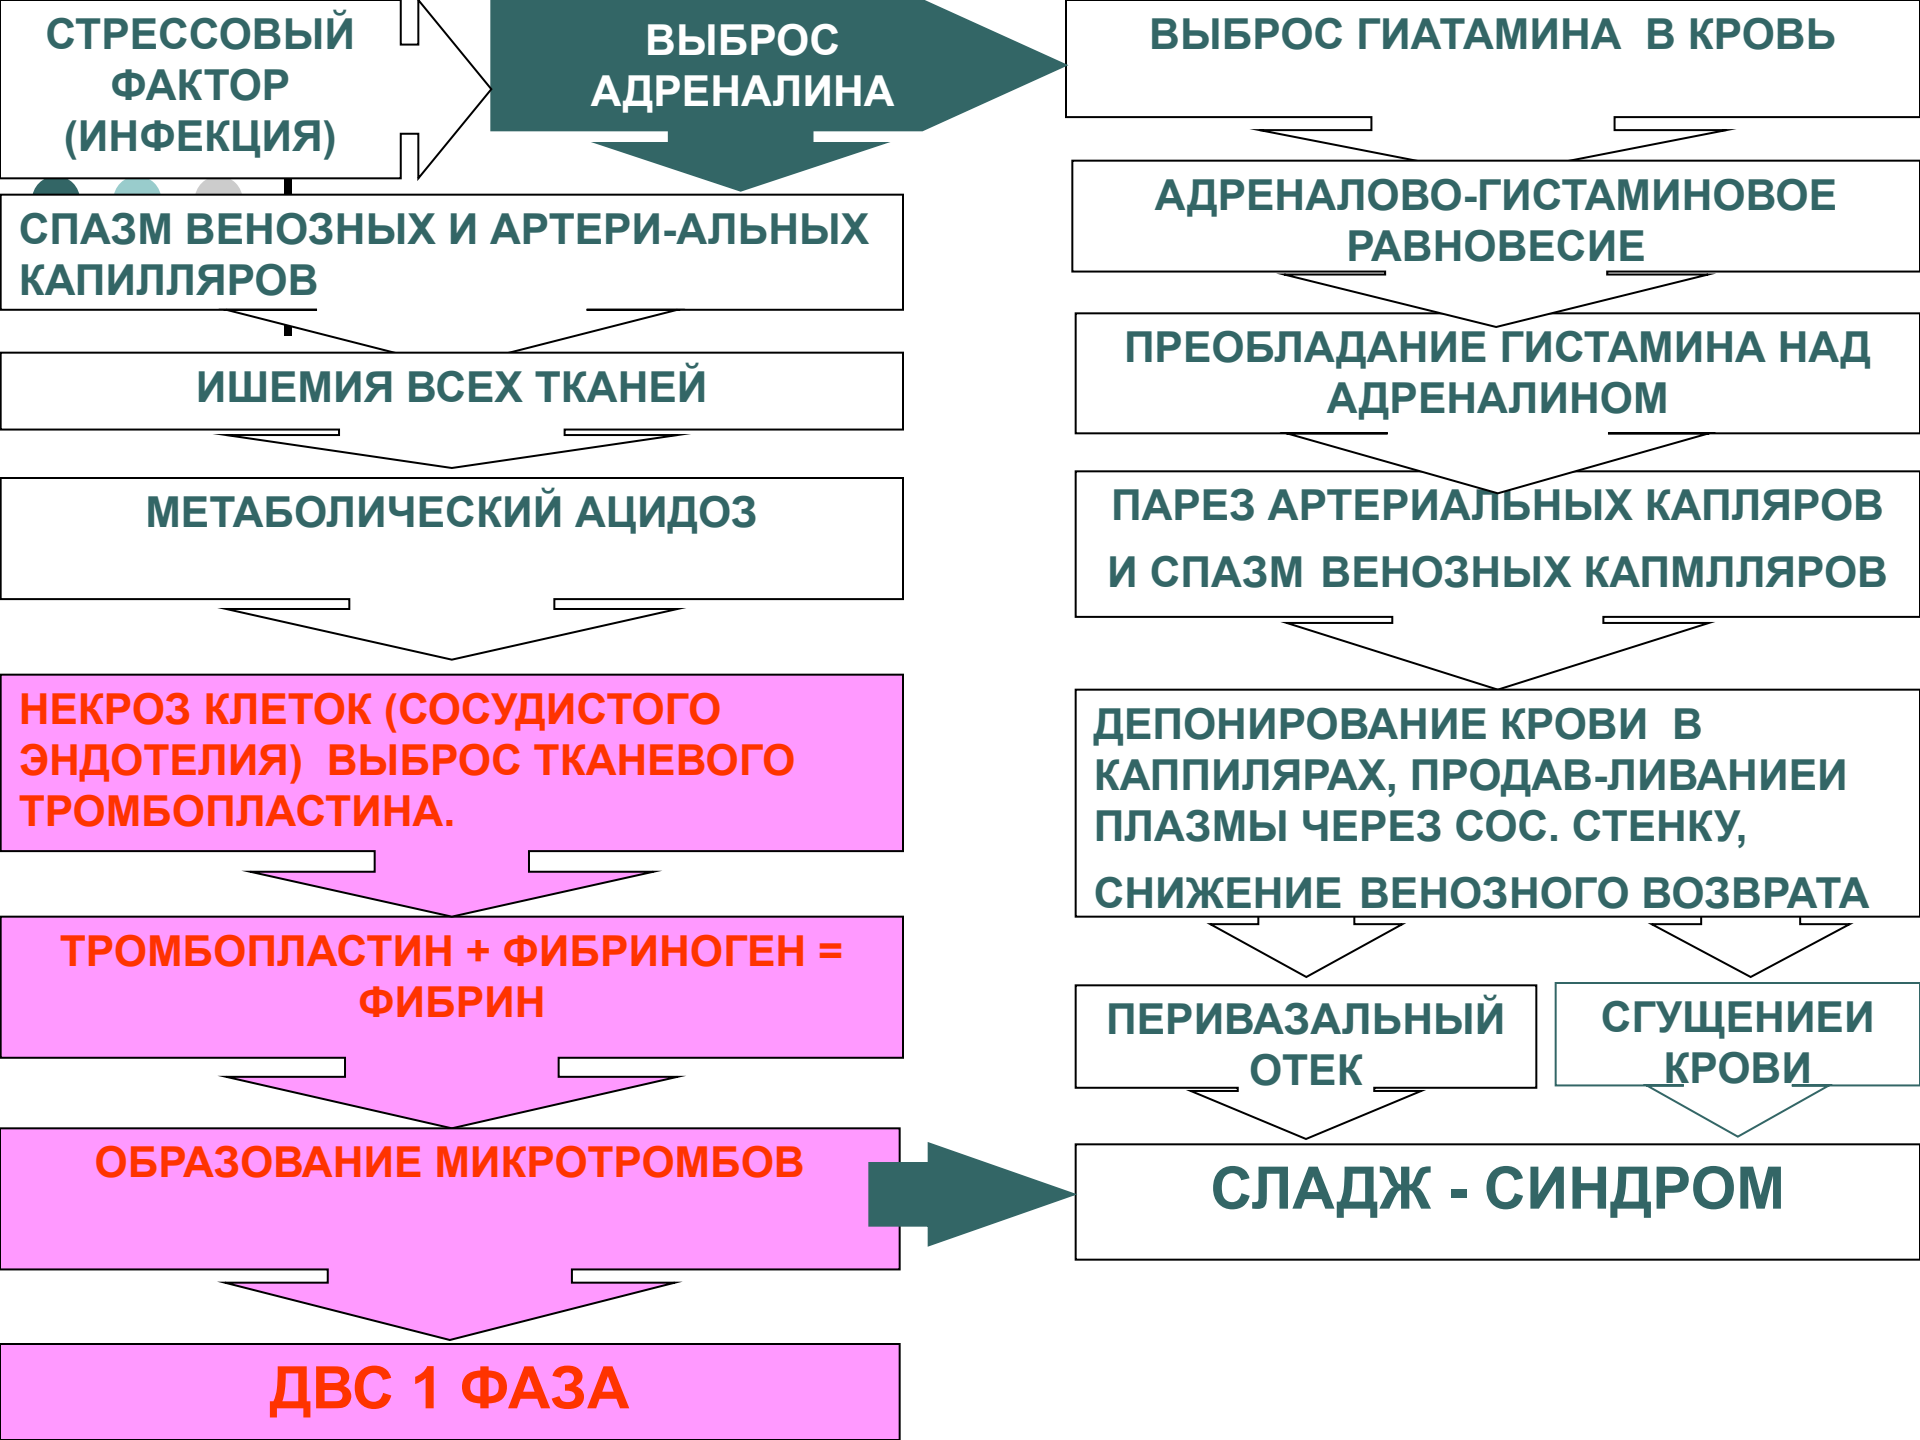 СТРЕССОВЫЙ
ФАКТОР
(ИНФЕКЦИЯ)
ВЫБРОС
АДРЕНАЛИНА
СПАЗМ ВЕНОЗНЫХ И АРТЕРИ-АЛЬНЫХ
КАПИЛЛЯРОВ
ИШЕМИЯ ВСЕХ ТКАНЕЙ
МЕТАБОЛИЧЕСКИЙ АЦИДОЗ
НЕКРОЗ КЛЕТОК (СОСУДИСТОГО
ЭНДОТЕЛИЯ) ВЫБРОС ТКАНЕВОГО
ТРОМБОПЛАСТИНА.
ТРОМБОПЛАСТИН + ФИБРИНОГЕН =
ФИБРИН
ОБРАЗОВАНИЕ МИКРОТРОМБОВ
ДВС 1 ФАЗА
ВЫБРОС ГИАТАМИНА В КРОВЬ
АДРЕНАЛОВО-ГИСТАМИНОВОЕ
РАВНОВЕСИЕ
ПРЕОБЛАДАНИЕ ГИСТАМИНА НАД
АДРЕНАЛИНОМ
ПАРЕЗ АРТЕРИАЛЬНЫХ КАПЛЯРОВ
И СПАЗМ ВЕНОЗНЫХ КАПМЛЛЯРОВ
ДЕПОНИРОВАНИЕ КРОВИ В
КАППИЛЯРАХ, ПРОДАВ-ЛИВАНИЕИ
ПЛАЗМЫ ЧЕРЕЗ СОС. СТЕНКУ,
СНИЖЕНИЕ ВЕНОЗНОГО ВОЗВРАТА
ПЕРИВАЗАЛЬНЫЙ
ОТЕК
СГУЩЕНИЕИ
КРОВИ
СЛАДЖ - СИНДРОМ